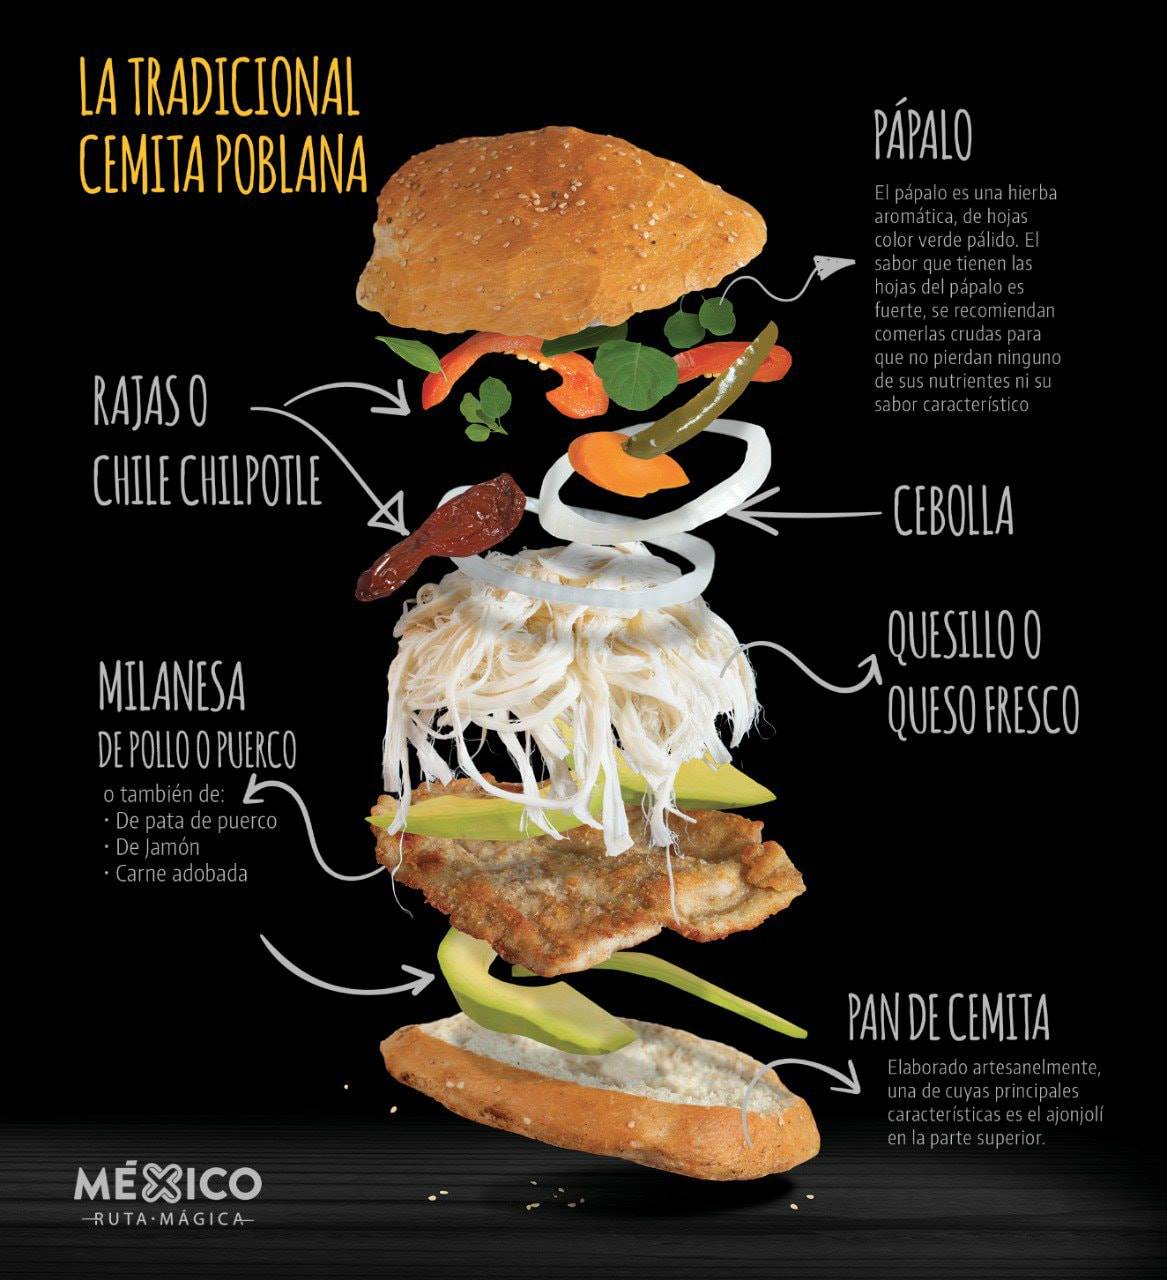 LA TRADICIONAL
CEMITA POBLANA
PÁPALO
El pápalo es una hierba
aromática, de hojas
color verde pálido. El
sabor que tienen las
hojas del pápalo es
fuerte, se recomiendan
comerlas crudas para
que no pierdan ninguno
de sus nutrientes ni su
sabor característico
RAJAS O
CHILE CHILPOTLE
CEBOLLA
QUESILLO O
QUESO FRESCO
MILANESA
DE POLLO O PUERCO
o también de:
· De pata de puerco
· De Jamón
· Carne adobada
PAN DE CEMITA
Elaborado artesanelmente,
una de cuyas principales
características es el ajonjolí
en la parte superior.
MÉXICO
RUTA·MÁGICA